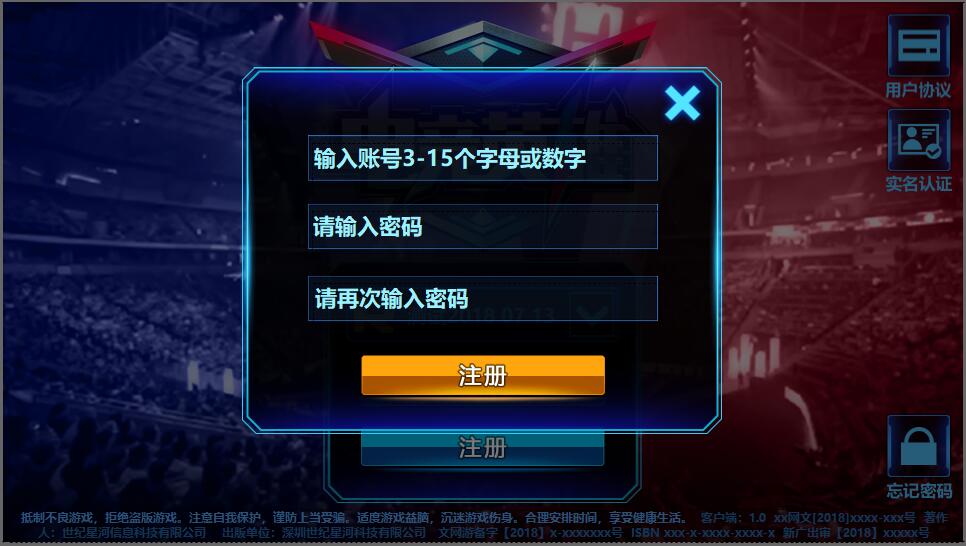 用户协议
输入账号3-15个字母或数字
实名认证
请输入密码
请再次输入密码
2018.07.13
注册
注册
忘记密码
抵制不良游戏，拒绝盗版游戏。注意自我保护，谨防上当受骗。适度游戏益脑，沉迷游戏伤身。合理安排时间，享受健康生活。 客户端：1.0 xx网文[2018]xxxx-xxx号 著作
人：世纪星河信息科技有限公司 出版单位：深圳世纪星河科技有限公司 文网游备字【2018】x-xxxxxxx号 ISBN xxx-x-xxxx-xxxx-x 新广出审【2018】xxxxx号